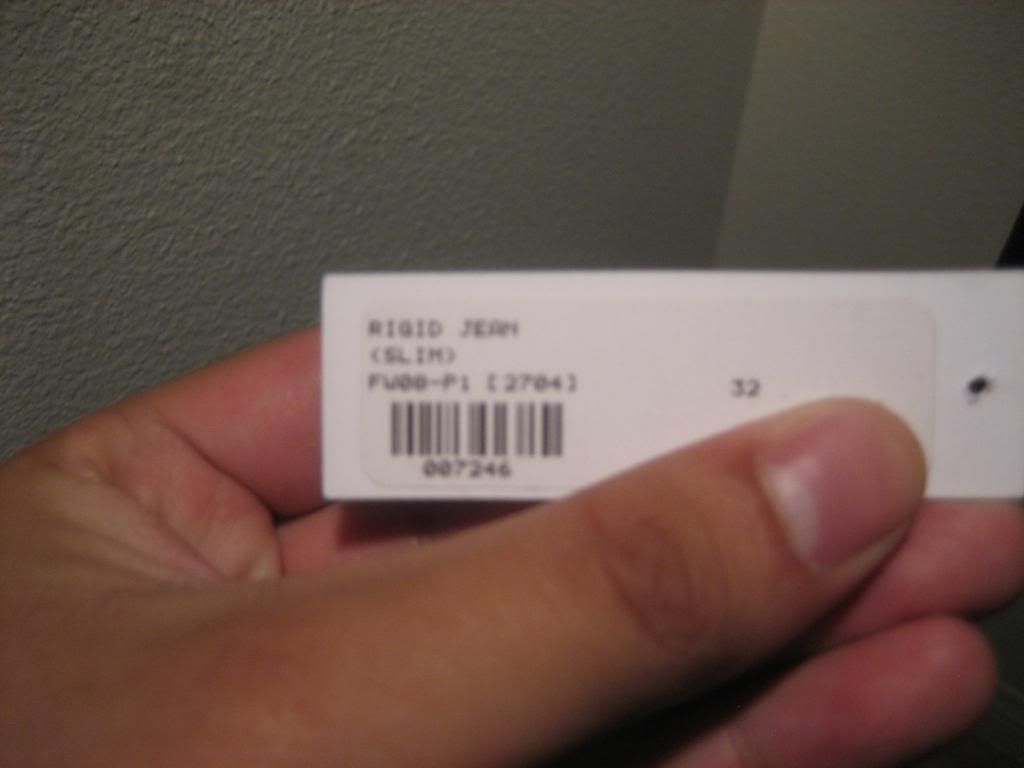 RIGID JEAN
(SLIM)
FW08-P1 [2704] 32
007246